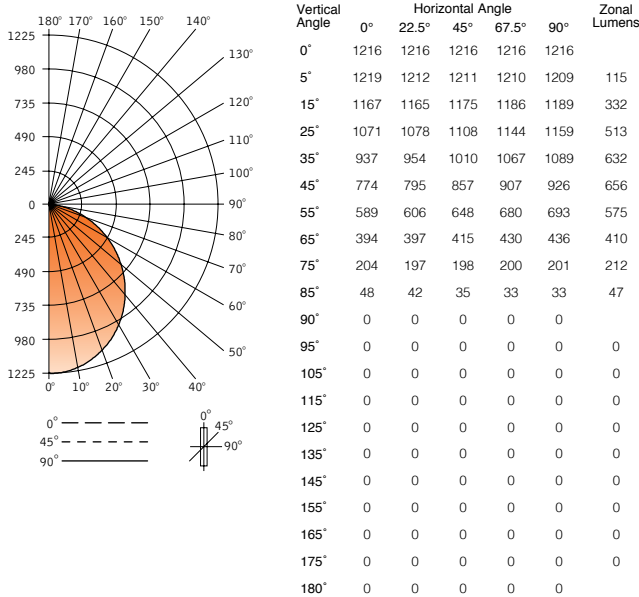 180° 170° 160° 150° 140°
1225
980
735
490
245
0
245
490
735
980
1225
130°
120°
110°
100°
90°
80°
70°
60°
50°
0° 10° 20° 30° 40°
0°
45°
90°
0°
45°
90°
Vertical Angle Horizontal Angle Zonal Lumens
0° 22.5° 45° 67.5° 90°
0° 1216 1216 1216 1216 1216
5° 1219 1212 1211 1210 1209 115
15° 1167 1165 1175 1186 1189 332
25° 1071 1078 1108 1144 1159 513
35° 937 954 1010 1067 1089 632
45° 774 795 857 907 926 656
55° 589 606 648 680 693 575
65° 394 397 415 430 436 410
75° 204 197 198 200 201 212
85° 48 42 35 33 33 47
90° 0 0 0 0 0
95° 0 0 0 0 0 0
105° 0 0 0 0 0 0
115° 0 0 0 0 0 0
125° 0 0 0 0 0 0
135° 0 0 0 0 0 0
145° 0 0 0 0 0 0
155° 0 0 0 0 0 0
165° 0 0 0 0 0 0
175° 0 0 0 0 0 0
180° 0 0 0 0 0